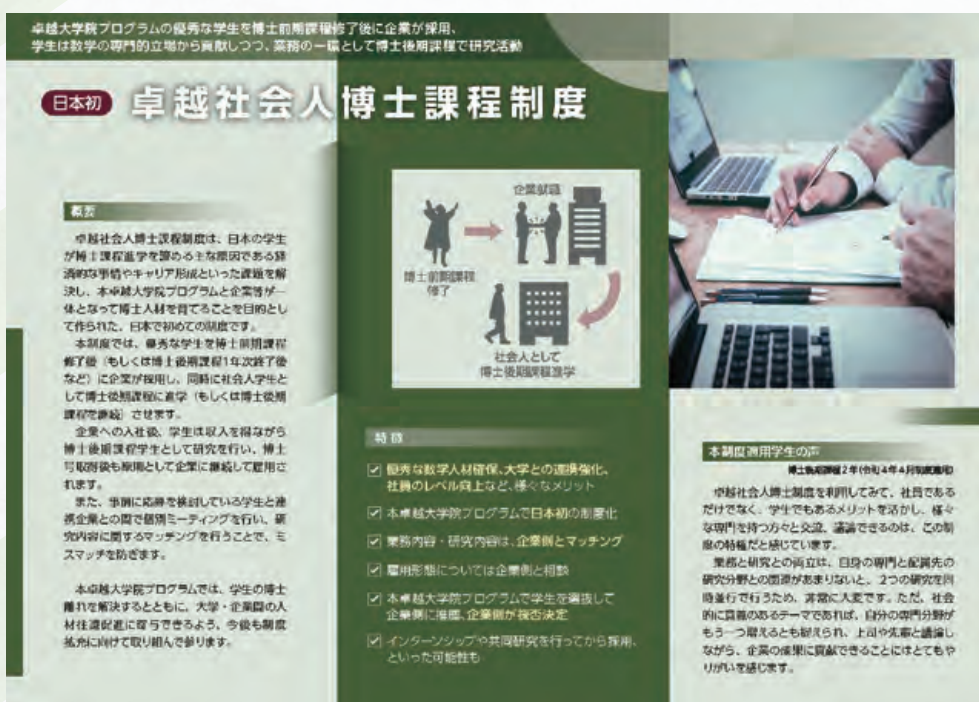 卓越大学院プログラムの優秀な学生を博士前期課程修了後に企業が採用、
学生は数学の専門的立場から貢献しつつ、業務の一環として博士後期課程で研究活動
日本初 卓越社会人博士課程制度
概要
卓越社会人博士課程制度は、日本の学生
が博士課程進学を諦める主な原因である経
済的な事情やキャリア形成といった課題を解
決し、本卓越大学院プログラムと企業等が一
体となって博士人材を育てることを目的とし
て作られた、日本で初めての制度です。
本制度では、優秀な学生を博士前期課程
修了後（もしくは博士後期課程1年次終了後
など）に企業が採用し、同時に社会人学生と
して博士後期課程に進学（もしくは博士後期
課程を継続）させます。
企業への入社後、学生は収入を得ながら
博士後期課程学生として研究を行い、博士
号取得後も原則として企業に継続して雇用さ
れます。
また、事前に応募を検討している学生と連
携企業との間で個別ミーティングを行い、研
究内容に関するマッチングを行うことで、ミ
スマッチを防ぎます。
本卓越大学院プログラムでは、学生の博士
離れを解決するとともに、大学・企業間の人
材往還促進に寄与できるよう、今後も制度
拡充に向けて取り組んで参ります。
企業就職
博士前期課程
修了
社会人として
博士後期課程進学
特徴
優秀な数学人材確保、大学との連携強化、
社員のレベル向上など、様々なメリット
本卓越大学院プログラムで日本初の制度化
業務内容・研究内容は、企業側とマッチング
雇用形態については企業側と相談
本卓越大学院プログラムで学生を選抜して
企業側に推薦、企業側が採否決定
インターンシップや共同研究を行ってから採用、
といった可能性も
本制度適用学生の声
博士後期課程2年（令和4年4月制度適用）
卓越社会人博士制度を利用してみて、社員である
だけでなく、学生でもあるメリットを活かし、様々
な専門を持つ方々と交流、議論できるのは、この制
度の特権だと感じています。
業務と研究との両立は、自身の専門と配属先の
研究分野との関連があまりないと、2つの研究を同
時並行で行うため、非常に大変です。ただ、社会
的に意義のあるテーマであれば、自分の専門分野が
もう一つ増えるとも捉えられ、上司や先輩と議論し
ながら、企業の成果に貢献できることにはとてもや
りがいを感じます。